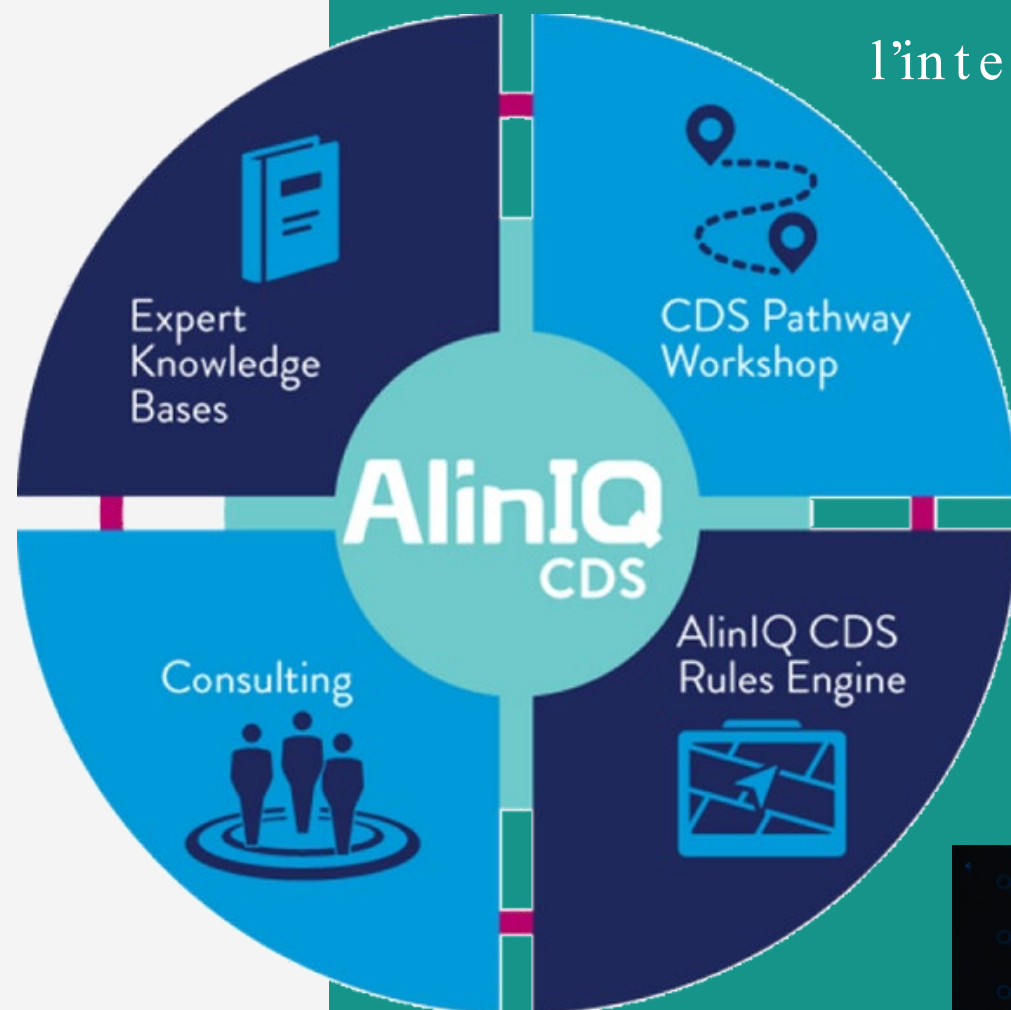 l'inte
Expert
Knowledge
Bases
CDS Pathway
Workshop
AlinIQ
CDS
Consulting
AlinIQ CDS
Rules Engine